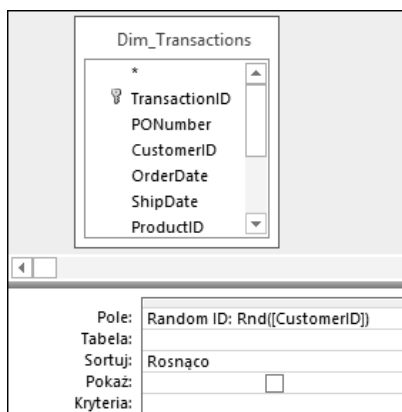 Dim_Transactions
*
TransactionID
PONumber
CustomerID
OrderDate
ShipDate
ProductID
Pole: Random ID: Rnd([CustomerID])
Tabela:
Sortuj: Rosnąco
Pokaż:
Kryteria: